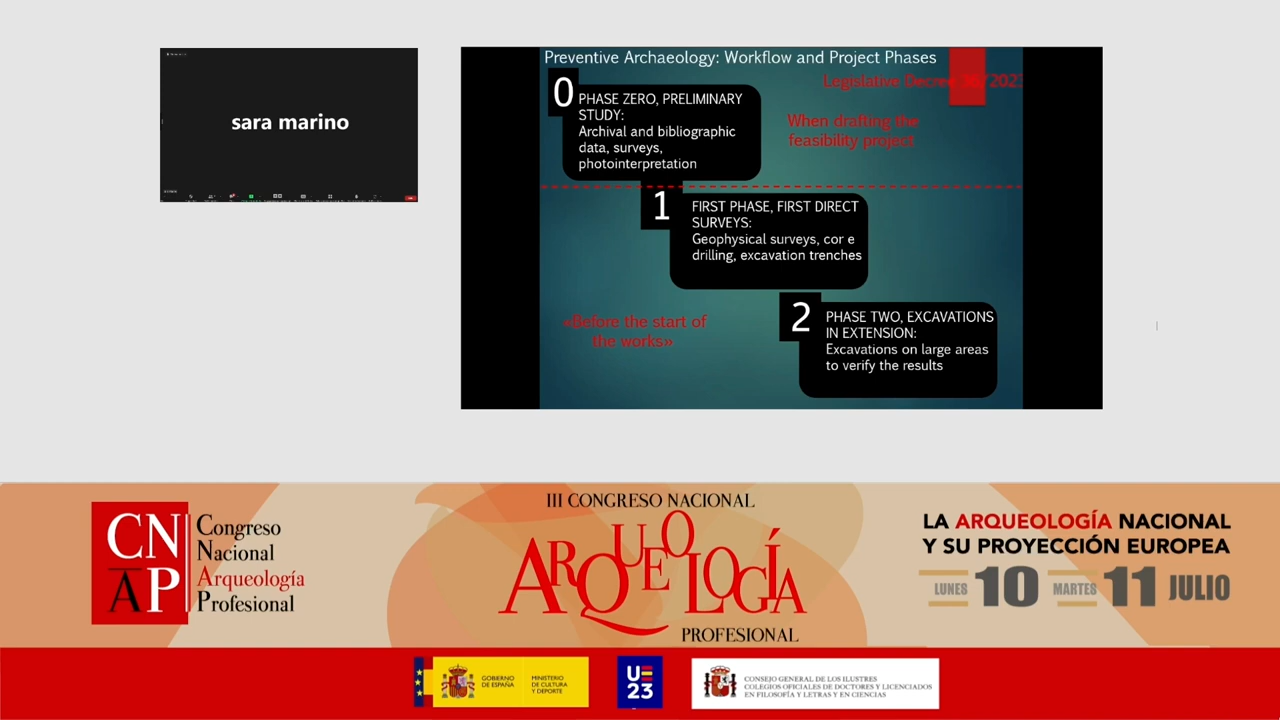 sara marino
Preventive Archaeology: Workflow and Project Phases
Legislative Decree 36/2023
0
PHASE ZERO, PRELIMINARY
STUDY:
Archival and bibliographic
data, surveys,
photointerpretation
When drafting the
feasibility project
1
FIRST PHASE, FIRST DIRECT
SURVEYS:
Geophysical surveys, cor e
drilling, excavation trenches
«Before the start of
the works»
2
PHASE TWO, EXCAVATIONS
IN EXTENSION:
Excavations on large areas
to verify the results
CN
AP
Congreso
Nacional
Arqueología
Profesional
III CONGRESO NACIONAL
ARQUEOLOGÍA
PROFESIONAL
LA ARQUEOLOGÍA NACIONAL
Y SU PROYECCIÓN EUROPEA
LUNES 10 MARTES 11 JULIO
GOBIERNO
DE ESPAÑA
MINISTERIO
DE CULTURA
Y DEPORTE
UE
23
CONSEJO GENERAL DE LOS ILUSTRES
COLEGIOS OFICIALES DE DOCTORES Y LICENCIADOS
EN FILOSOFÍA Y LETRAS Y EN CIENCIAS